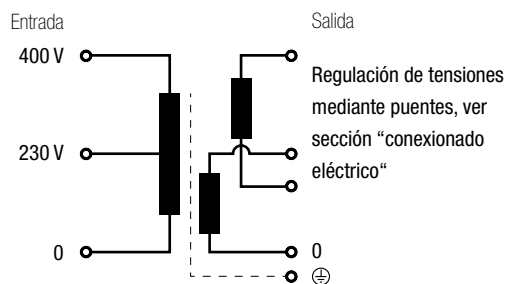 Entrada
Salida
400 V
230 V
0
Regulación de tensiones
mediante puentes, ver
sección “conexionado
eléctrico“
0